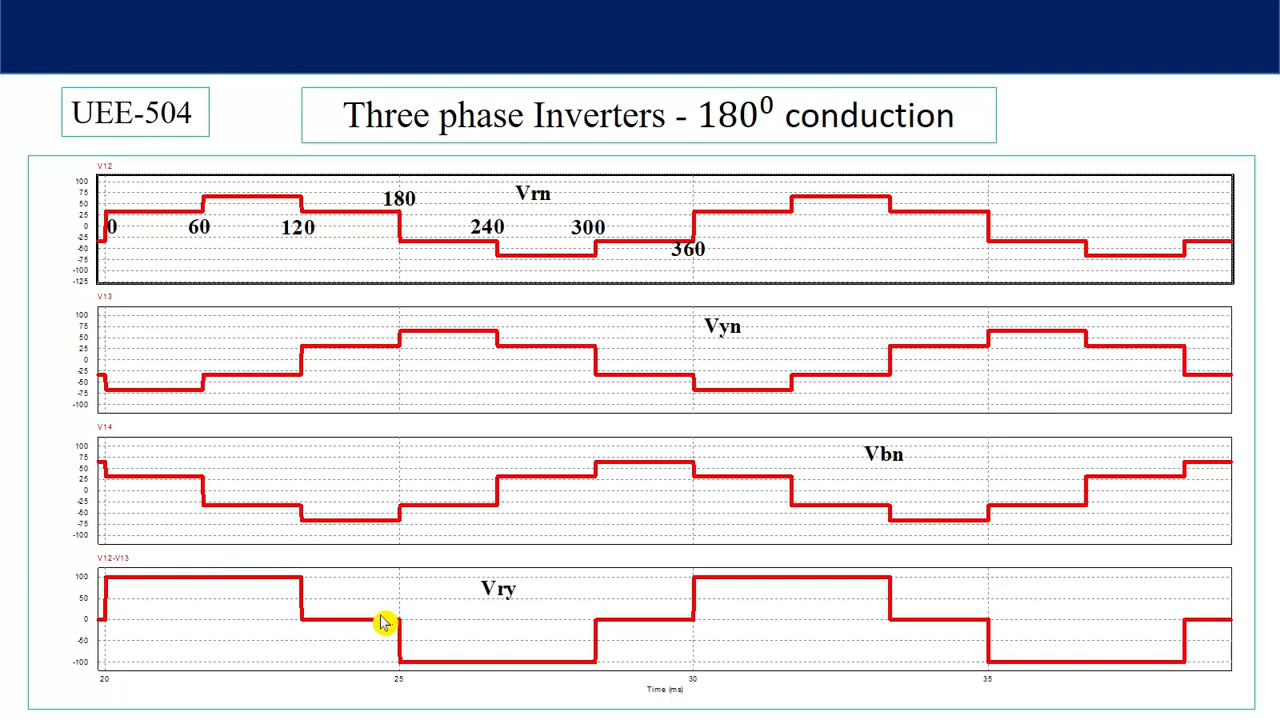 UEE-504
Three phase Inverters - 180⁰ conduction
V12
100
75
50
25
0
-25
-50
-75
-100
-125
Vrn
180
0 60 120 240 300
360
V13
100
75
50
25
0
-25
-50
-75
-100
Vyn
V14
100
75
50
25
0
-25
-50
-75
-100
Vbn
V12-V13
100
50
0
-50
-100
Vry
20 25 30 35
Time (ms)